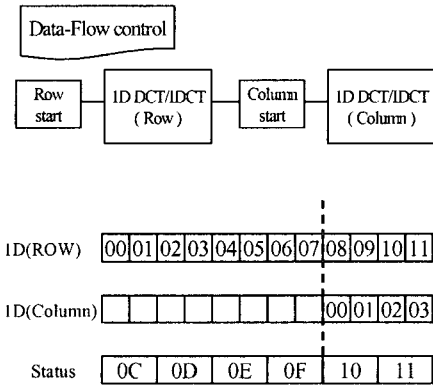 Data-Flow control
Row start
1D DCT/IDCT (Row)
Column start
1D DCT/IDCT (Column)
1D(ROW) 00 01 02 03 04 05 06 07 08 09 10 11
1D(Column) 00 01 02 03
Status 0C 0D 0E 0F 10 11